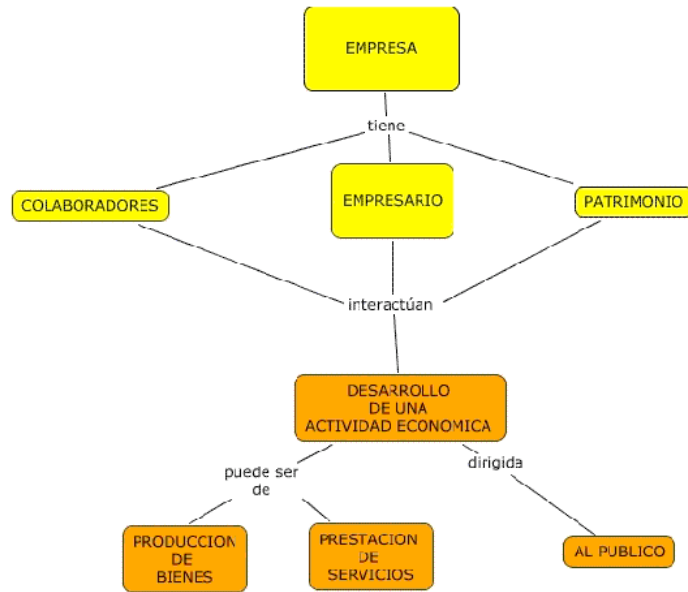 EMPRESA
tiene
COLABORADORES
EMPRESARIO
PATRIMONIO
interactúan
DESARROLLO
DE UNA
ACTIVIDAD ECONOMICA
puede ser
de
dirigida
PRODUCCION
DE
BIENES
PRESTACION
DE
SERVICIOS
AL PUBLICO